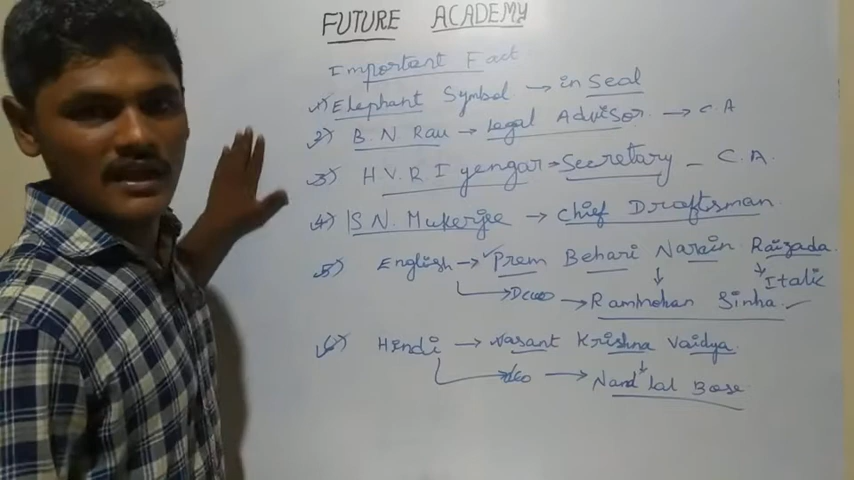 FUTURE ACADEMY
Important Fact
1) Elephant Symbol → in Seal
2) B. N Rau → Legal Advisor → C. A
3) H. V. R. Iyengar → Secretary – C. A.
4) S. N. Mukerjee → Chief Draftsman
5) English → Prem Behari Narain Raizada
Italic
→ Deco → Ramhohan Sinha
6) Hindi → Vasant Krishna Vaidya
→ deco → Nand lal Bose